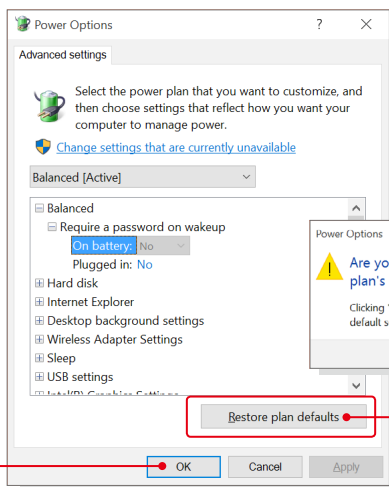 Power Options
Advanced settings
Select the power plan that you want to customize, and
then choose settings that reflect how you want your
computer to manage power.
Change settings that are currently unavailable
Balanced [Active]
Balanced
Require a password on wakeup
On battery: No
Plugged in: No
Hard disk
Internet Explorer
Desktop background settings
Wireless Adapter Settings
Sleep
USB settings
Intel(R) Graphics Settings
Power Options
Are yo
plan's
Clicking
default s
Restore plan defaults
OK
Cancel
Apply